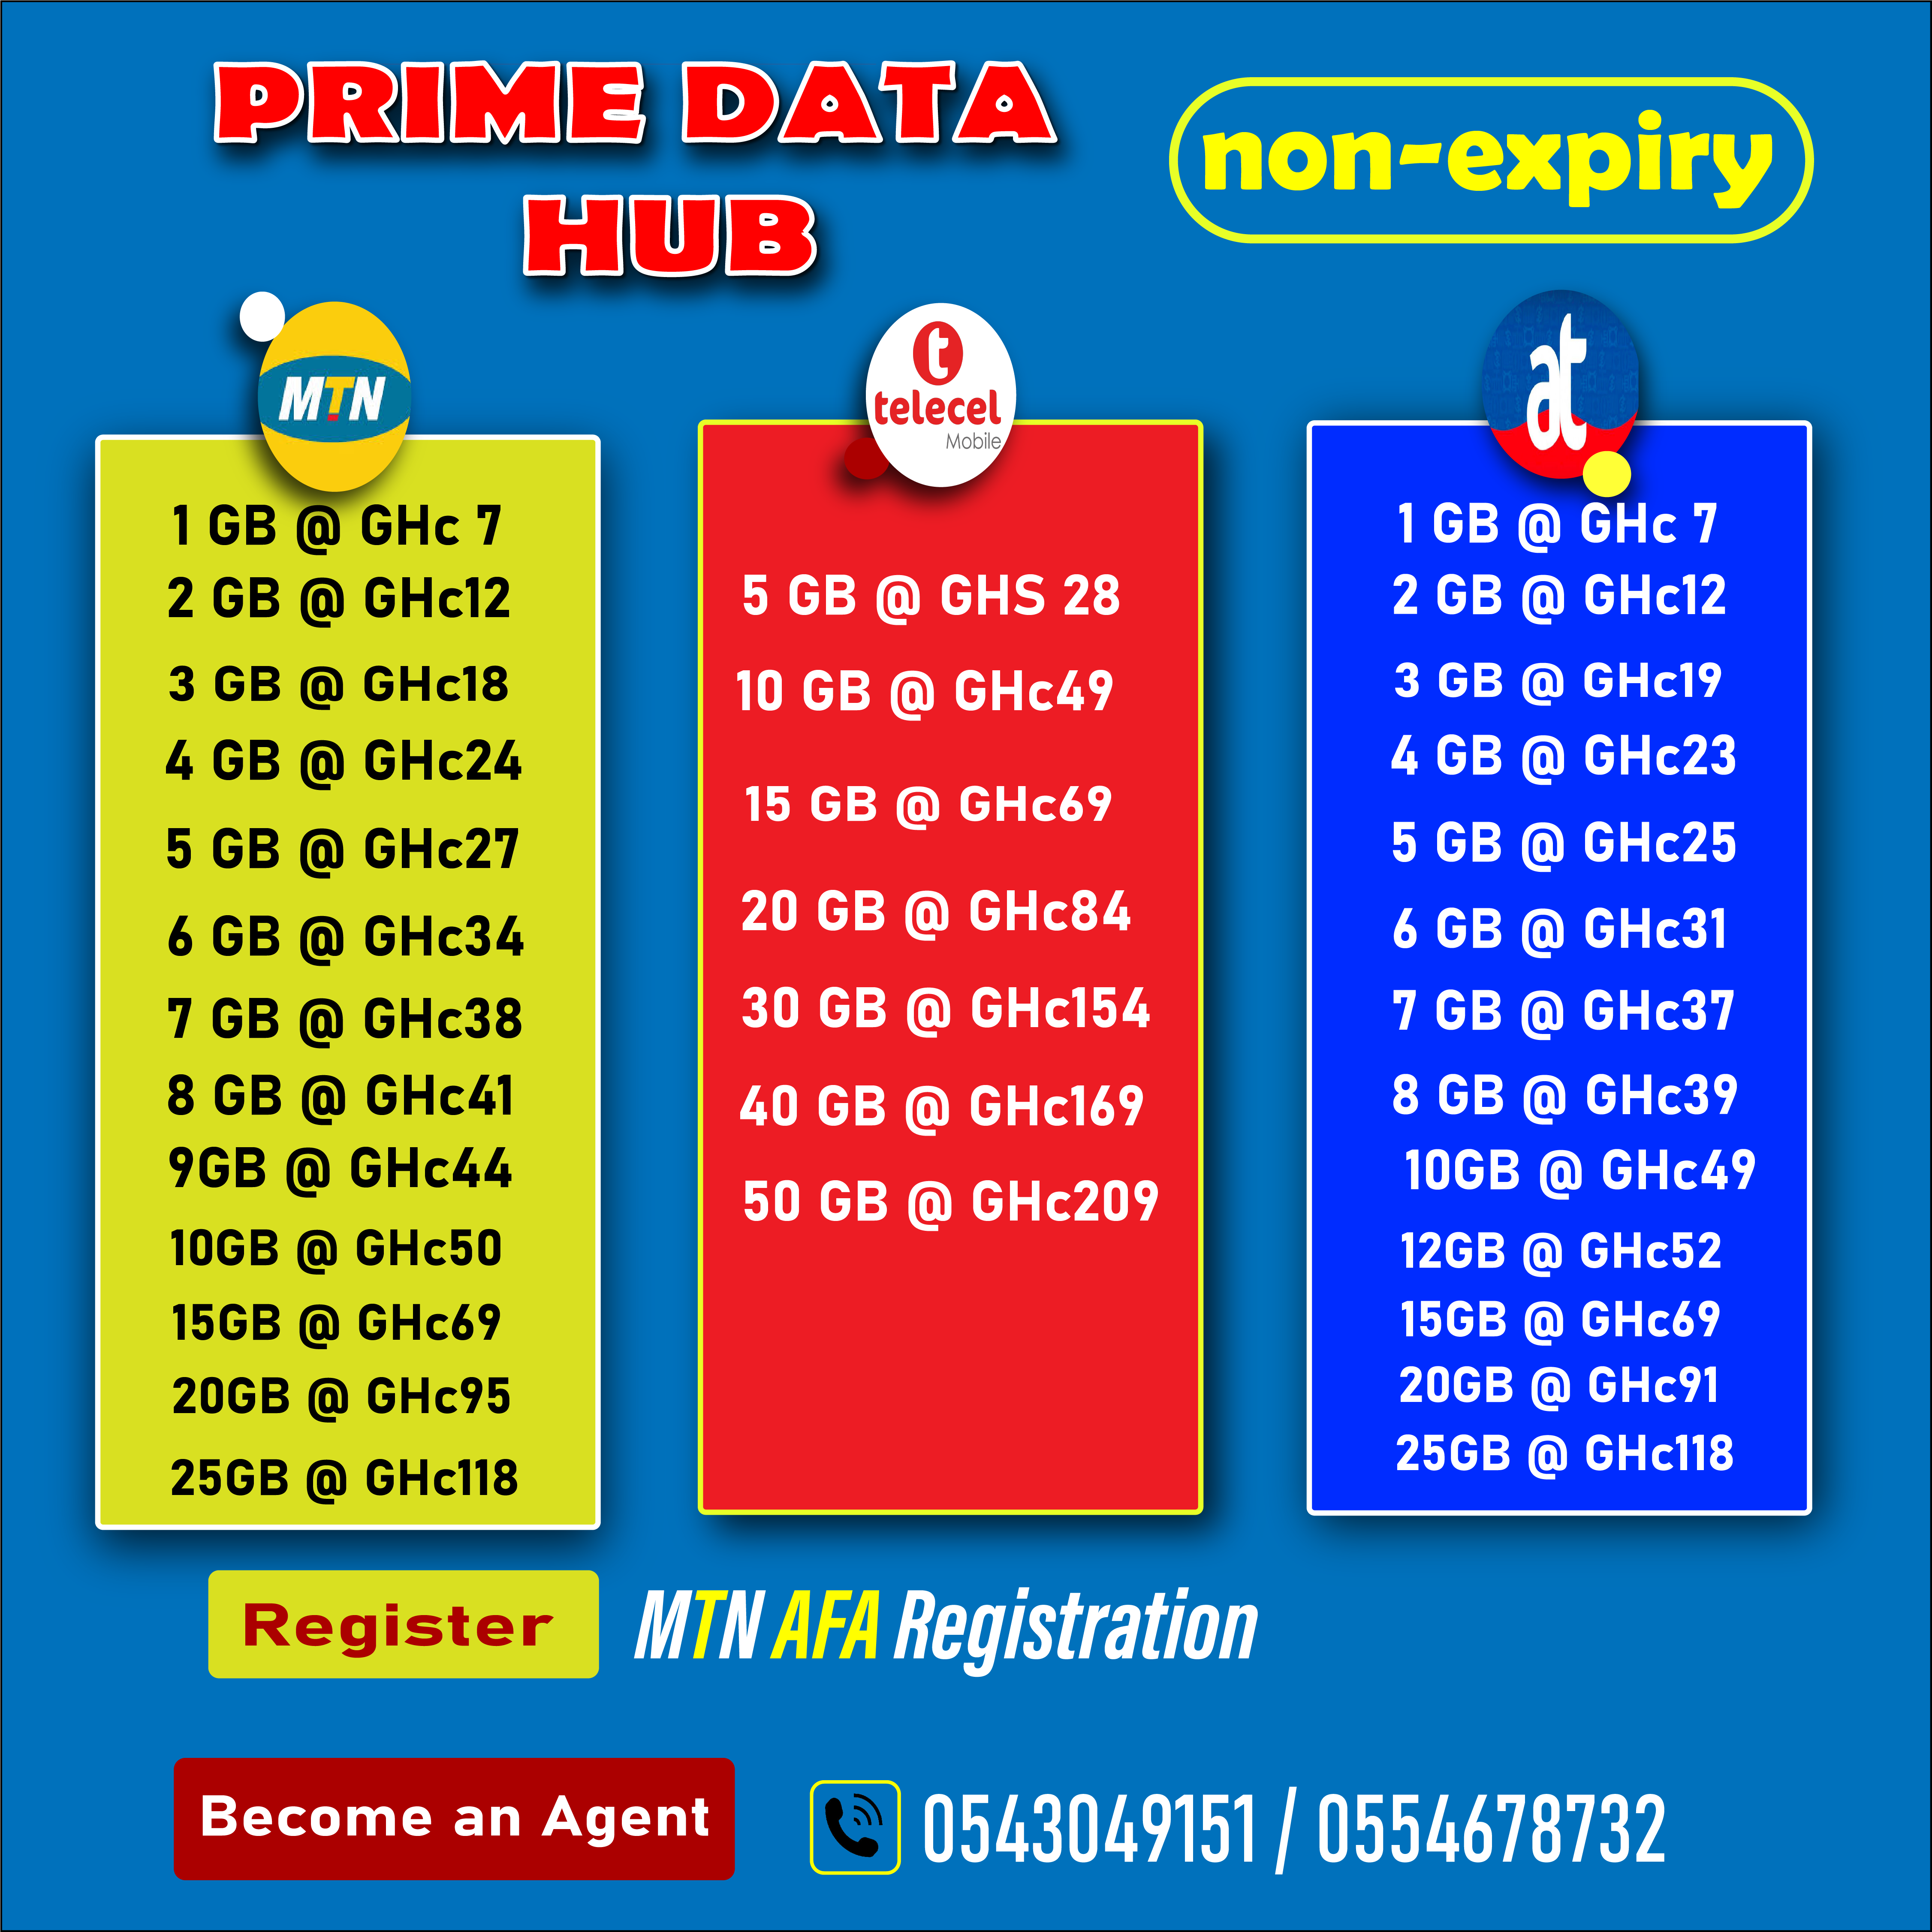 PRIME DATA
HUB
non-expiry
MTN
1 GB @ GHc 7
2 GB @ GHc12
3 GB @ GHc18
4 GB @ GHc24
5 GB @ GHc27
6 GB @ GHc34
7 GB @ GHc38
8 GB @ GHc41
9GB @ GHc44
10GB @ GHc50
15GB @ GHc69
20GB @ GHc95
25GB @ GHc118
t
telecel
Mobile
5 GB @ GHS 28
10 GB @ GHc49
15 GB @ GHc69
20 GB @ GHc84
30 GB @ GHc154
40 GB @ GHc169
50 GB @ GHc209
at
1 GB @ GHc 7
2 GB @ GHc12
3 GB @ GHc19
4 GB @ GHc23
5 GB @ GHc25
6 GB @ GHc31
7 GB @ GHc37
8 GB @ GHc39
10GB @ GHc49
12GB @ GHc52
15GB @ GHc69
20GB @ GHc91
25GB @ GHc118
Register
MTN AFA Registration
Become an Agent
0543049151 / 0554678732